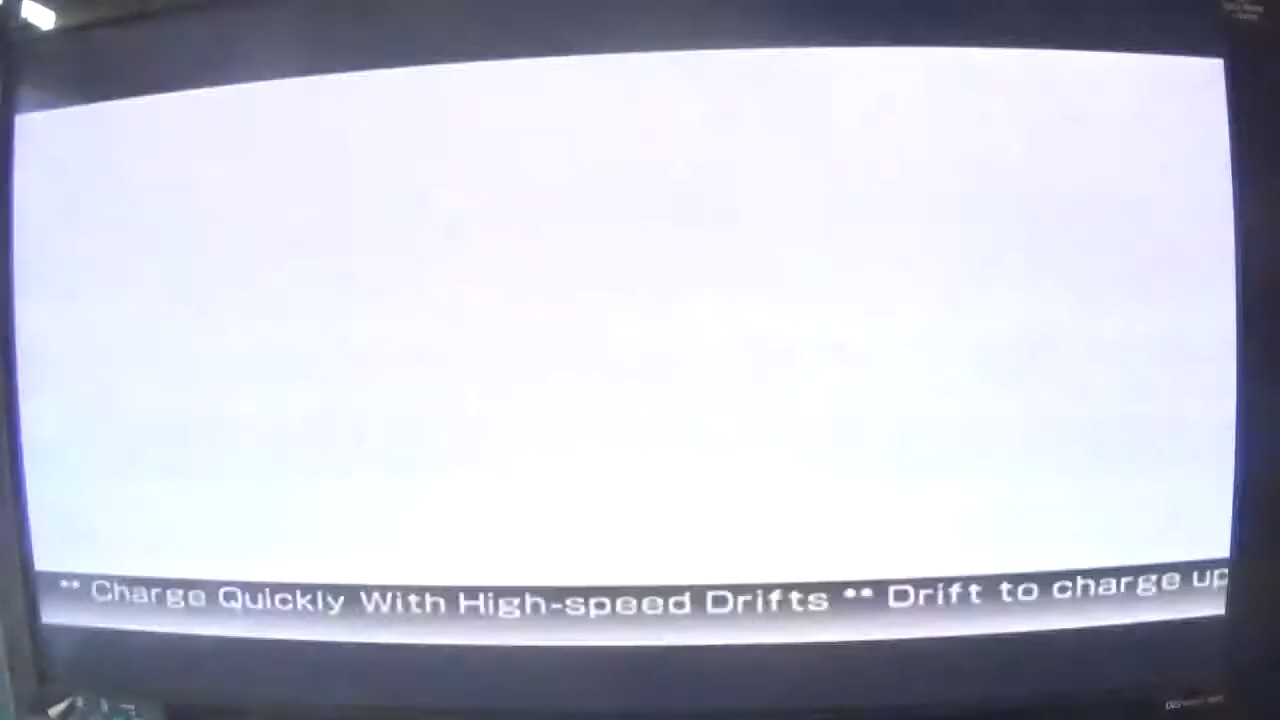 ** Charge Quickly With High-speed Drifts ** Drift to charge up